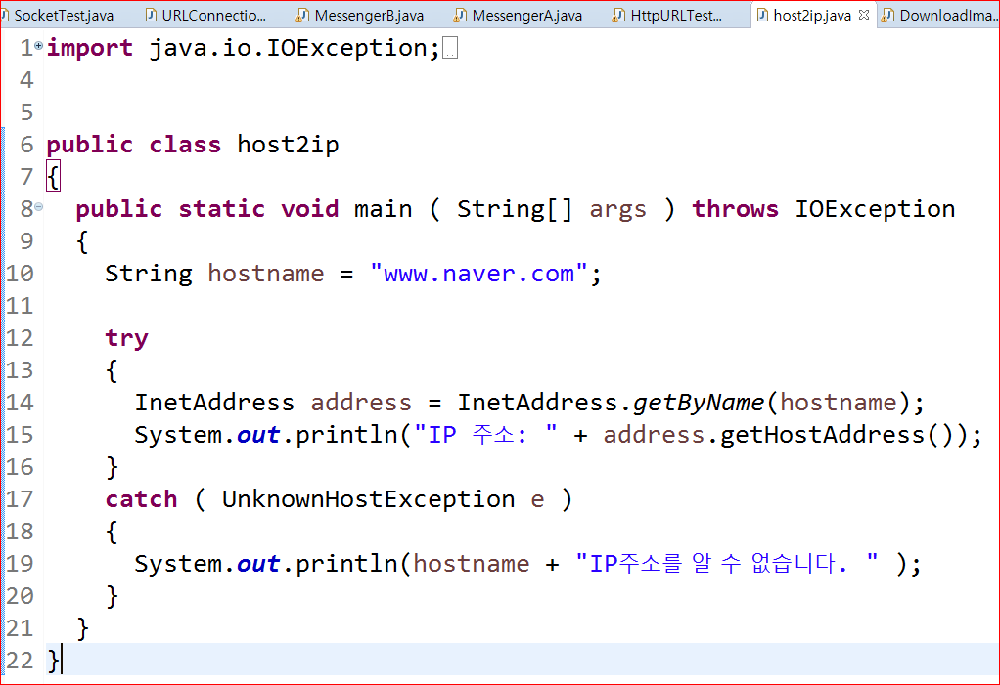 SocketTest.java URLConnectio... MessengerB.java MessengerA.java HttpURLTest... host2ip.java DownloadIma...
1 import java.io.IOException;
4
5
6 public class host2ip
7 {
8 public static void main ( String[] args ) throws IOException
9 {
10 String hostname = "www.naver.com";
11
12 try
13 {
14 InetAddress address = InetAddress.getByName(hostname);
15 System.out.println("IP 주소: " + address.getHostAddress());
16 }
17 catch ( UnknownHostException e )
18 {
19 System.out.println(hostname + "IP주소를 알 수 없습니다. " );
20 }
21 }
22 }